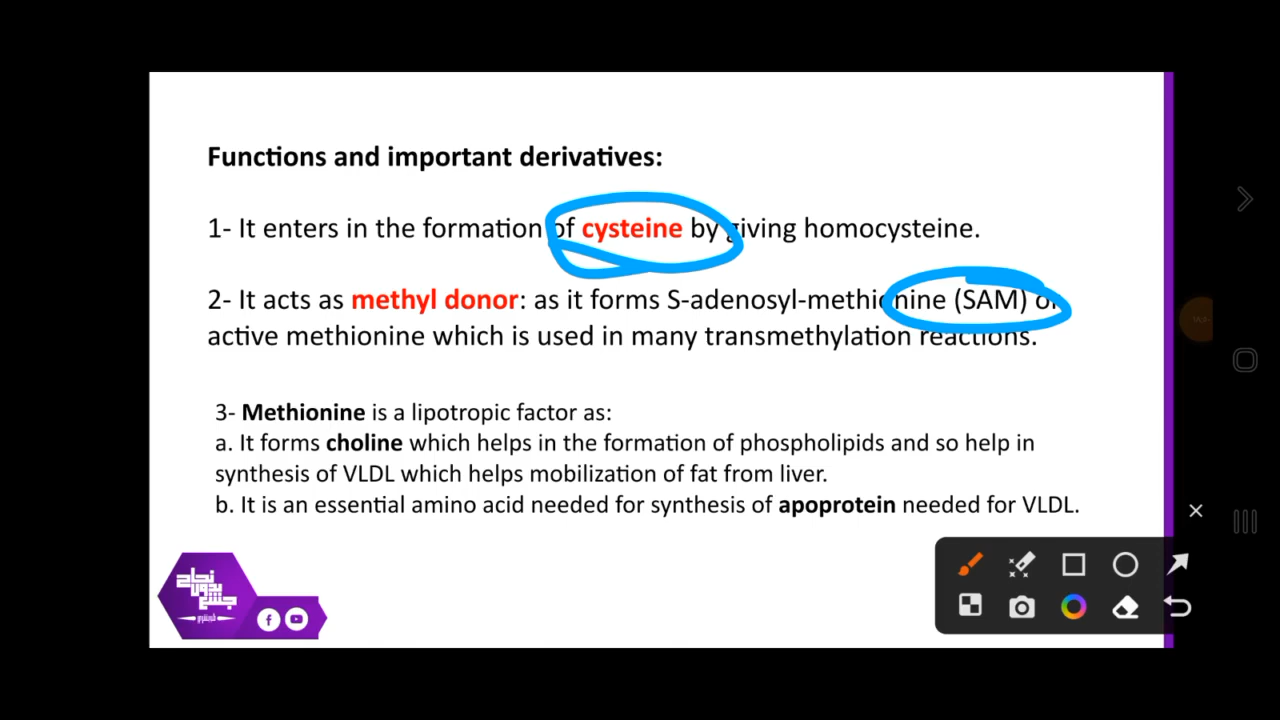 Functions and important derivatives:
1- It enters in the formation of cysteine by giving homocysteine.
2- It acts as methyl donor: as it forms S-adenosyl-methionine (SAM) or
active methionine which is used in many transmethylation reactions.
3- Methionine is a lipotropic factor as:
a. It forms choline which helps in the formation of phospholipids and so help in
synthesis of VLDL which helps mobilization of fat from liver.
b. It is an essential amino acid needed for synthesis of apoprotein needed for VLDL.
نجاح
بدون